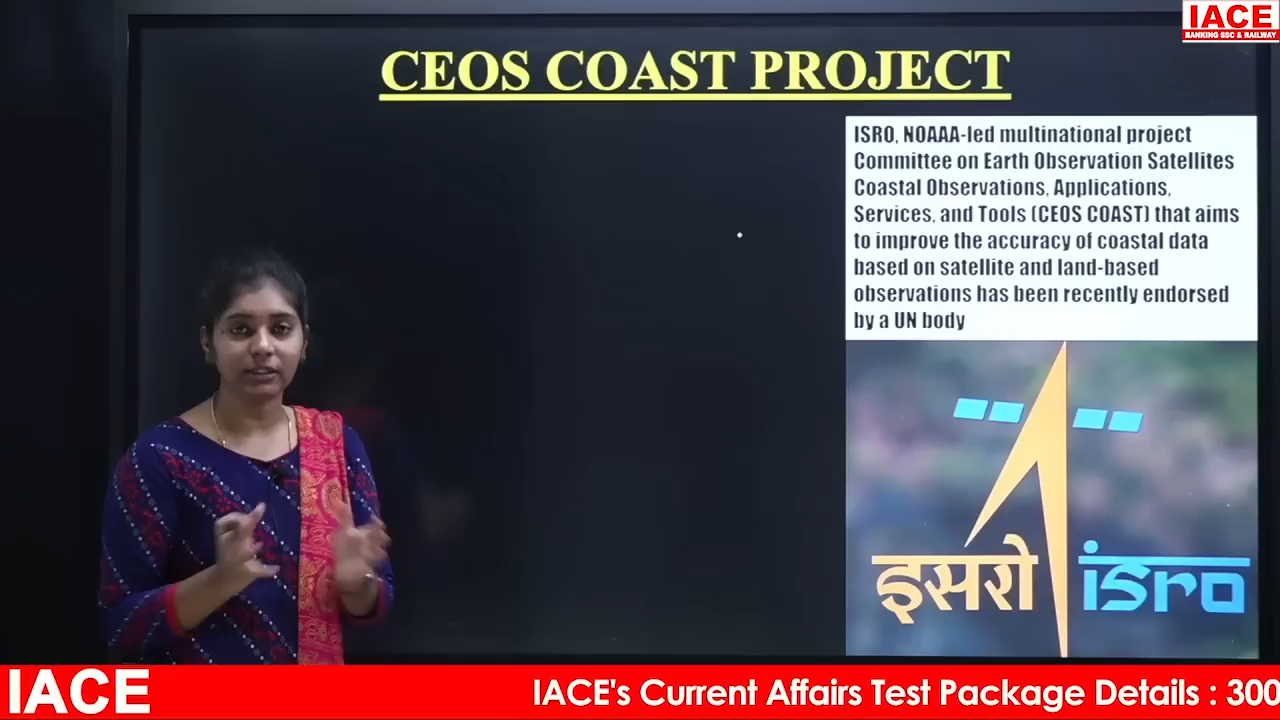 IACE
BANKING SSC & RAILWAY
CEOS COAST PROJECT
ISRO, NOAAA-led multinational project
Committee on Earth Observation Satellites
Coastal Observations, Applications,
Services, and Tools (CEOS COAST) that aims
to improve the accuracy of coastal data
based on satellite and land-based
observations has been recently endorsed
by a UN body
इसरो isro
IACE
IACE's Current Affairs Test Package Details : 300